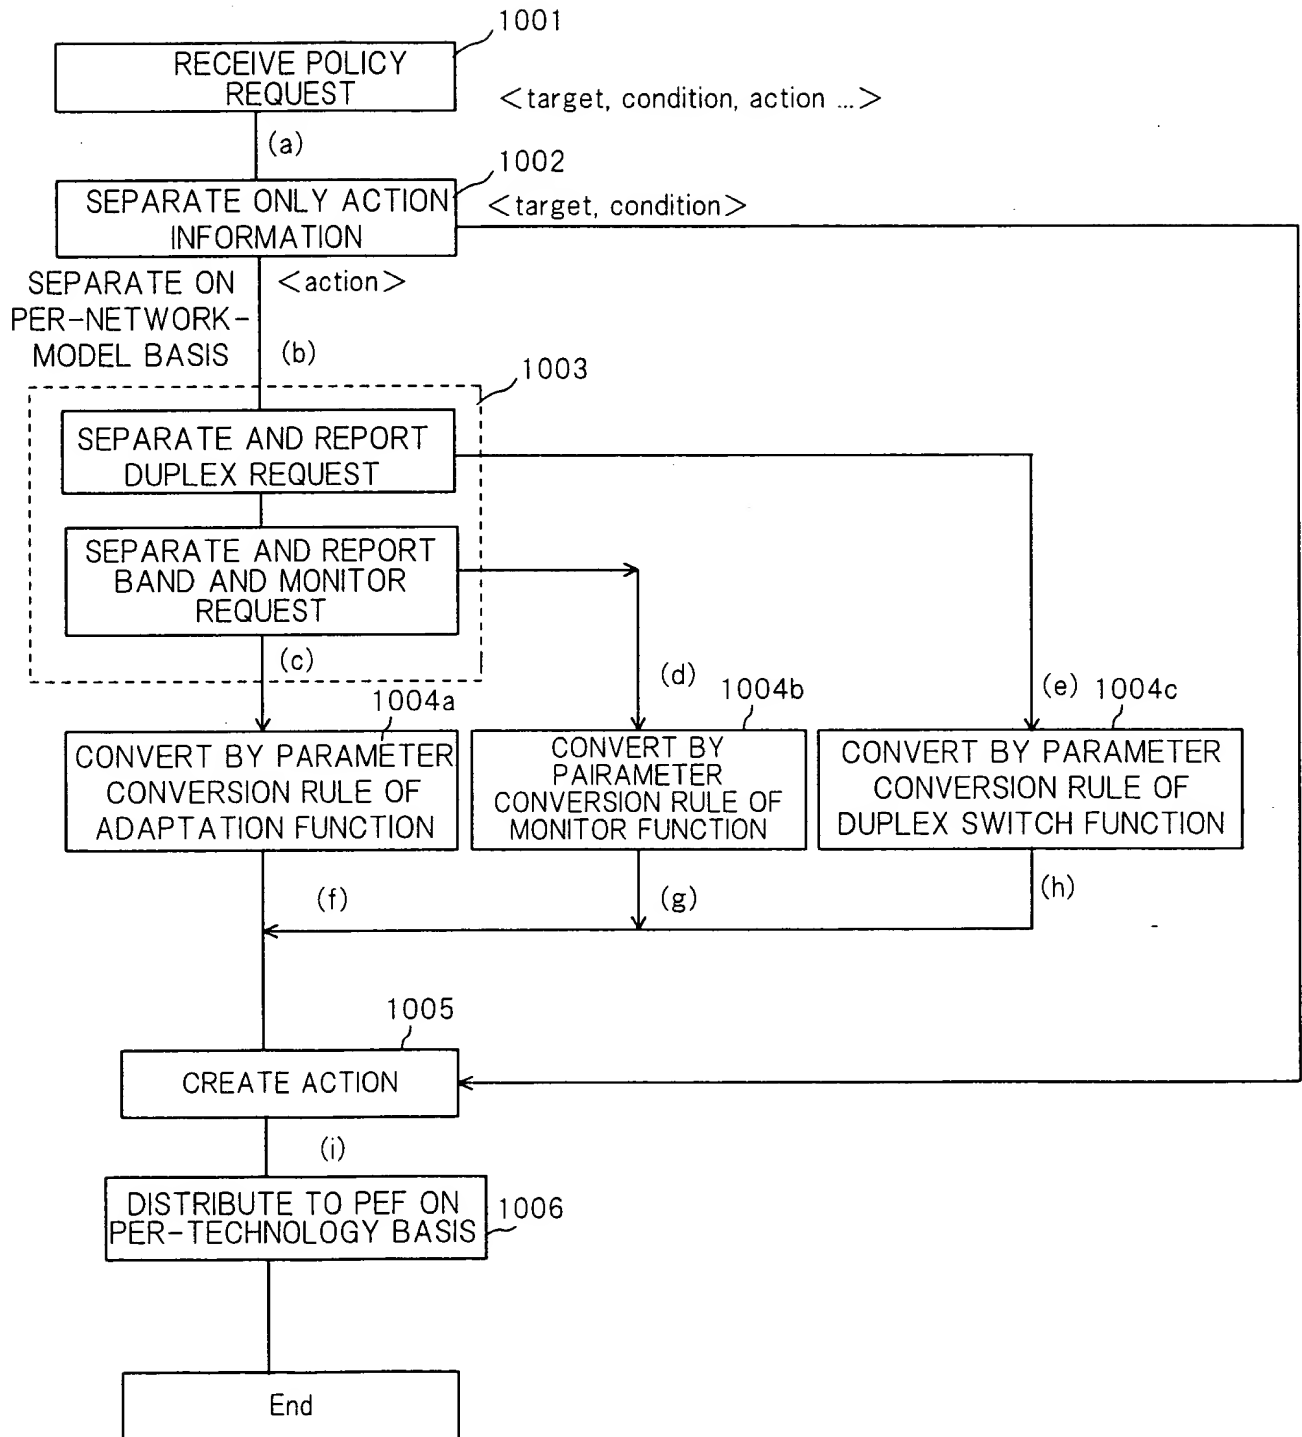 1001
RECEIVE POLICY
REQUEST
<target, condition, action ...>
(a)
1002
SEPARATE ONLY ACTION
INFORMATION
<target, condition>
SEPARATE ON
PER-NETWORK-
MODEL BASIS
<action>
(b)
1003
SEPARATE AND REPORT
DUPLEX REQUEST
SEPARATE AND REPORT
BAND AND MONITOR
REQUEST
(c)
(d)
(e)
1004a
1004b
1004c
CONVERT BY PARAMETER
CONVERSION RULE OF
ADAPTATION FUNCTION
CONVERT BY
PAIRAMETER
CONVERSION RULE OF
MONITOR FUNCTION
CONVERT BY PARAMETER
CONVERSION RULE OF
DUPLEX SWITCH FUNCTION
(f)
(g)
(h)
1005
CREATE ACTION
(i)
DISTRIBUTE TO PEF ON
PER-TECHNOLOGY BASIS
1006
End